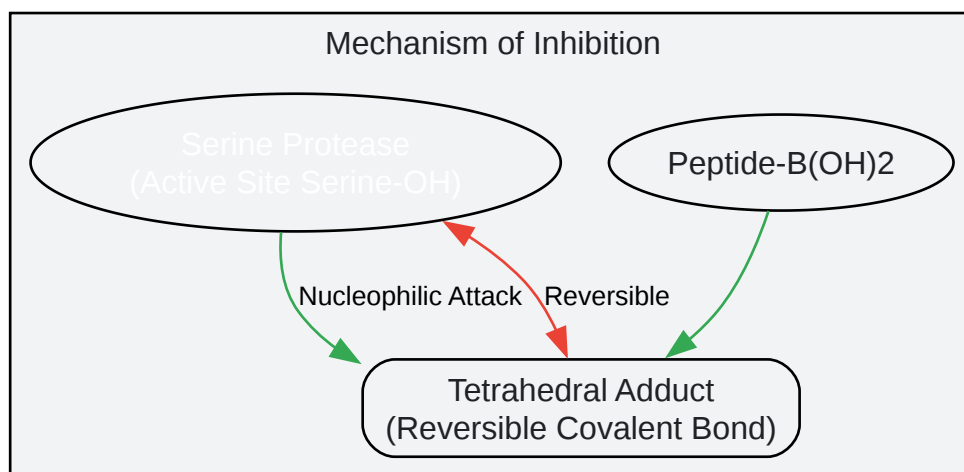 Mechanism of Inhibition
Serine Protease
(Active Site Serine-OH)
Peptide-B(OH)2
Nucleophilic Attack
Reversible
Tetrahedral Adduct
(Reversible Covalent Bond)